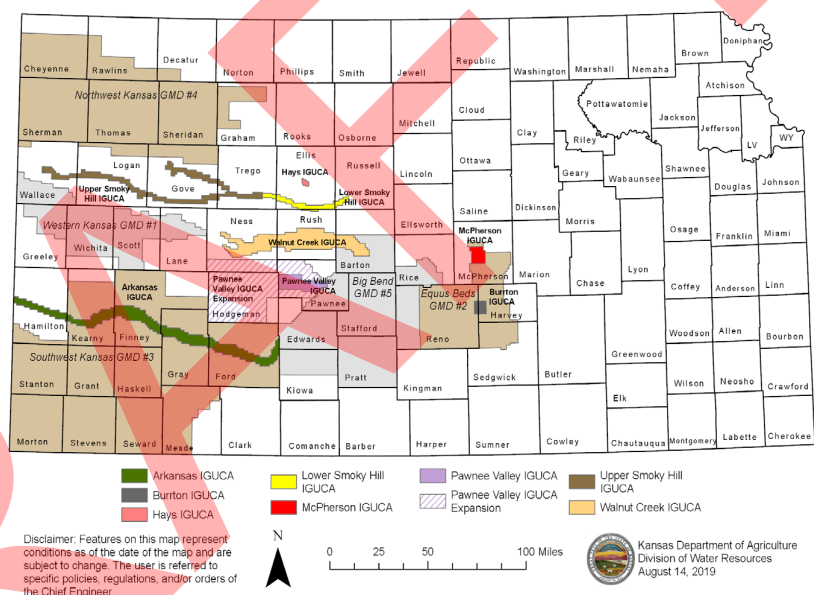 Doniphan
Cheyenne
Rawlins
Decatur
Norton
Phillips
Smith
Jewell
Republic
Washington
Marshall
Nemaha
Brown
Atchison
Northwest Kansas GMD #4
Cloud
Pottawatomie
Jackson
Jefferson
LV
WY
Sherman
Thomas
Sheridan
Graham
Rooks
Osborne
Mitchell
Clay
Riley
Ottawa
Geary
Wabaunsee
Shawnee
Douglas
Johnson
Logan
Gove
Trego
Ellis
Hays IGUCA
Russell
Lincoln
Wallace
Upper Smoky
Hill IGUCA
Lower Smoky
Hill IGUCA
Saline
Dickinson
Morris
Osage
Franklin
Miami
Ness
Rush
Ellsworth
McPherson
IGUCA
Western Kansas GMD #1
Greeley
Wichita
Scott
Lane
Walnut Creek IGUCA
Barton
Rice
McPherson
Marion
Chase
Lyon
Coffey
Anderson
Linn
Arkansas
IGUCA
Pawnee
Valley IGUCA
Expansion
Hodgeman
Pawnee Valley
IGUCA
Pawnee
Big Bend
GMD #5
Equus Beds
GMD #2
Burrton
IGUCA
Harvey
Hamilton
Kearny
Finney
Edwards
Stafford
Reno
Woodson
Allen
Bourbon
Southwest Kansas GMD #3
Greenwood
Stanton
Grant
Haskell
Gray
Ford
Kiowa
Pratt
Kingman
Sedgwick
Butler
Elk
Wilson
Neosho
Crawford
Morton
Stevens
Seward
Meade
Clark
Comanche
Barber
Harper
Sumner
Cowley
Chautauqua
Montgomery
Labette
Cherokee
Arkansas IGUCA
Burrton IGUCA
Hays IGUCA
Lower Smoky Hill
IGUCA
McPherson IGUCA
Pawnee Valley IGUCA
Pawnee Valley IGUCA
Expansion
Upper Smoky Hill
IGUCA
Walnut Creek IGUCA
Disclaimer: Features on this map represent
conditions as of the date of the map and are
subject to change. The user is referred to
specific policies, regulations, and/or orders of
the Chief Engineer
N
0 25 50 100 Miles
Kansas Department of Agriculture
Division of Water Resources
August 14, 2019